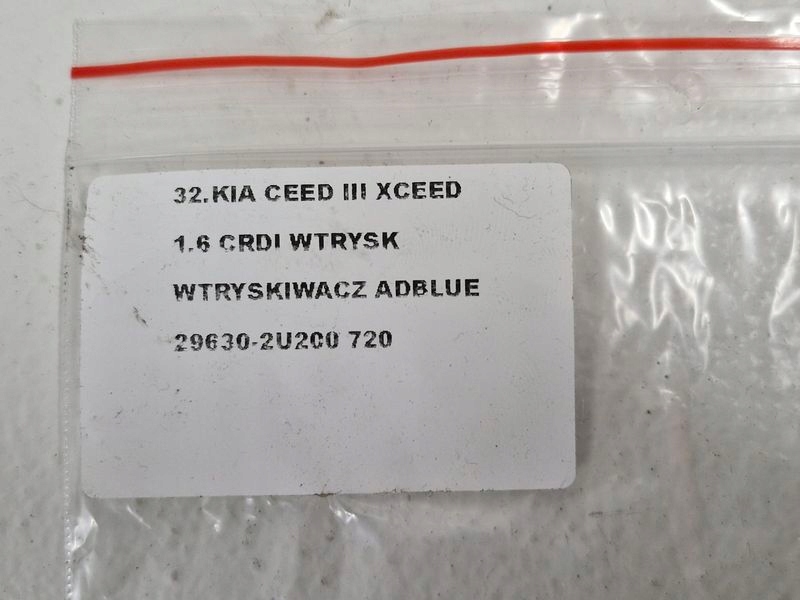 32.KIA CEED III XCEED
1.6 CRDI WTRYSK
WTRYSKIWACZ ADBLUE
29630-2U200 720